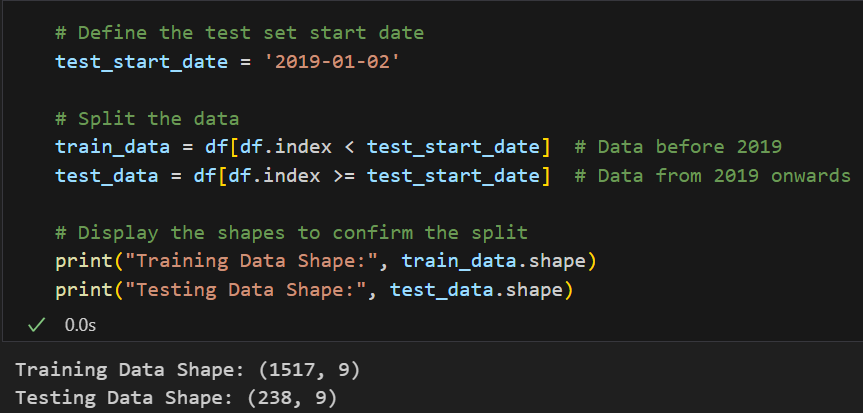 # Define the test set start date
test_start_date = '2019-01-02'
# Split the data
train_data = df[df.index < test_start_date]  # Data before 2019
test_data = df[df.index >= test_start_date]  # Data from 2019 onwards
# Display the shapes to confirm the split
print("Training Data Shape:", train_data.shape)
print("Testing Data Shape:", test_data.shape)
0.0s
Training Data Shape: (1517, 9)
Testing Data Shape: (238, 9)